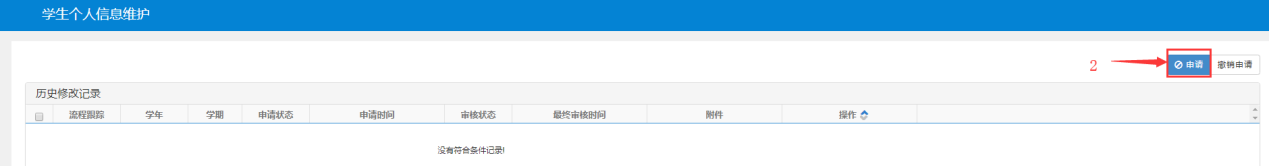 学生个人信息维护
2 申请 撤销申请
历史修改记录
流程跟踪 学年 学期 申请状态 申请时间 审核状态 最终审核时间 附件 操作
没有符合条件记录!